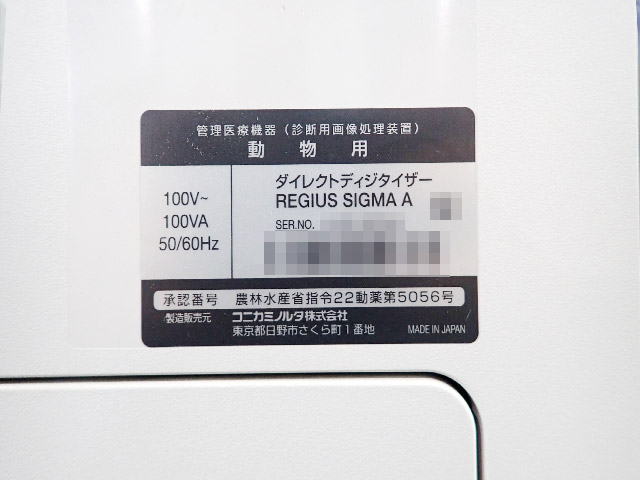 管理医療機器（診断用画像処理装置）
動物用
100V~
100VA
50/60Hz
ダイレクトディジタイザー
REGIUS SIGMA A
SER.NO.
承認番号 農林水産省指令22動薬第5056号
製造販売元 コニカミノルタ株式会社
東京都日野市さくら町1番地
MADE IN JAPAN